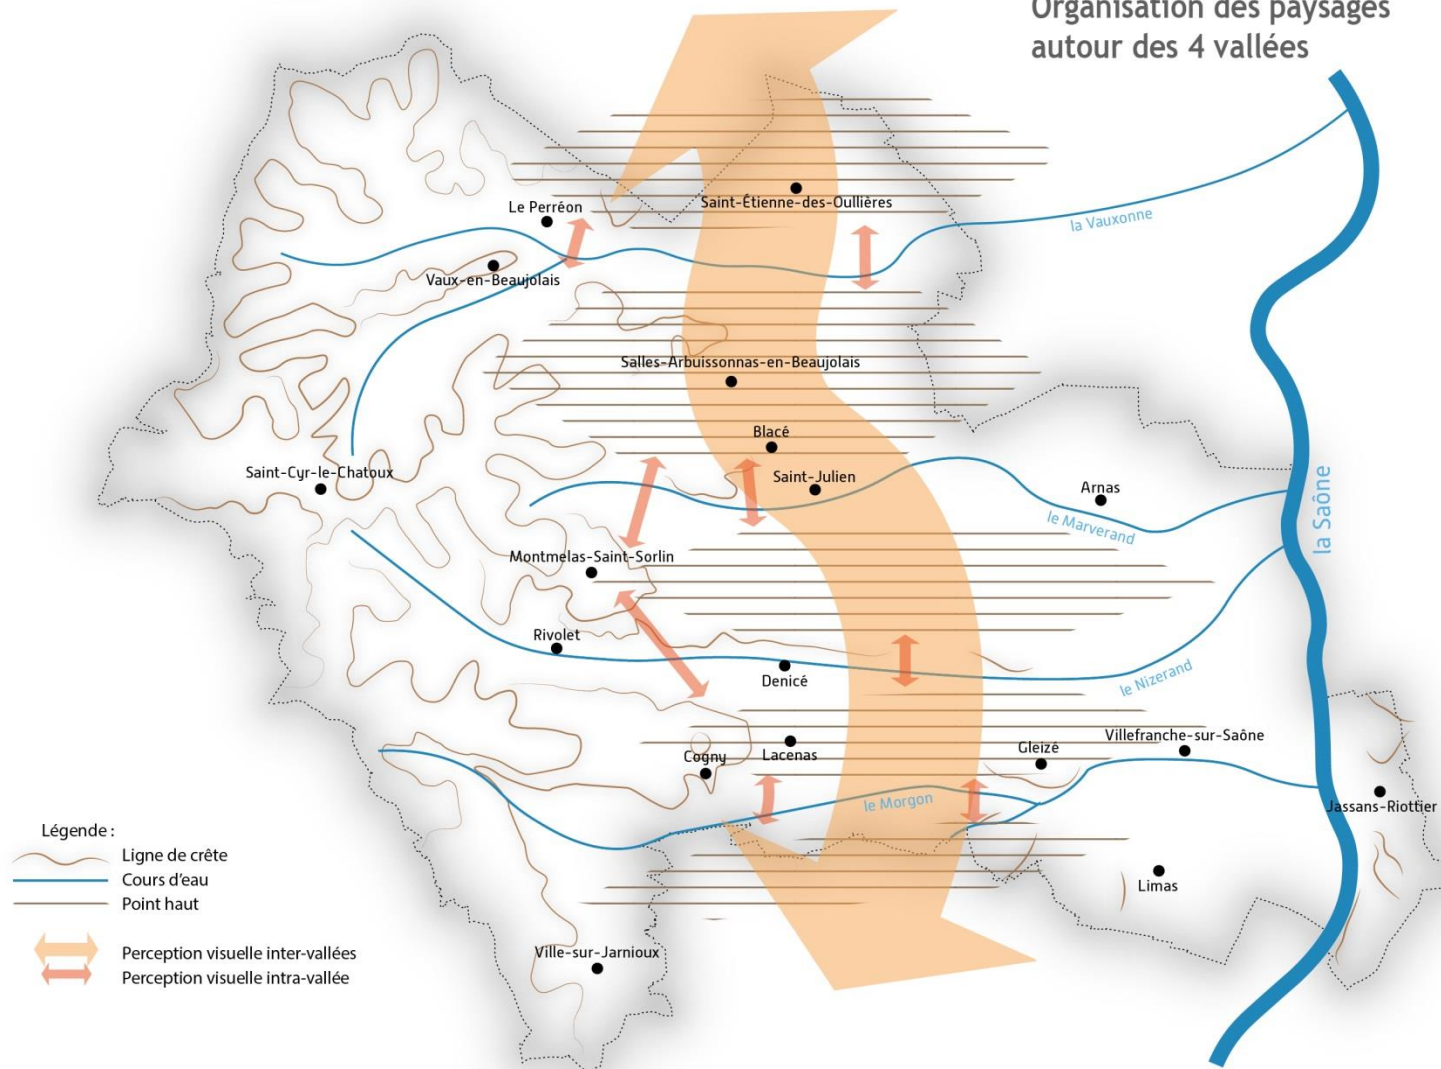 Organisation des paysages
autour des 4 vallées
Le Perréon
Saint-Étienne-des-Oullières
la Vauxonne
Vaux-en-Beaujolais
Salles-Arbuissonnas-en-Beaujolais
Blacé
Saint-Cyr-le-Chatoux
Saint-Julien
Arnas
le Marverand
la Saône
Montmelas-Saint-Sorlin
Rivolet
Denicé
le Nizerand
Villefranche-sur-Saône
Gleizé
Lacenas
Cogny
le Morgon
Jassans-Riottier
Limas
Ville-sur-Jarnioux
Légende :
Ligne de crête
Cours d'eau
Point haut
Perception visuelle inter-vallées
Perception visuelle intra-vallée